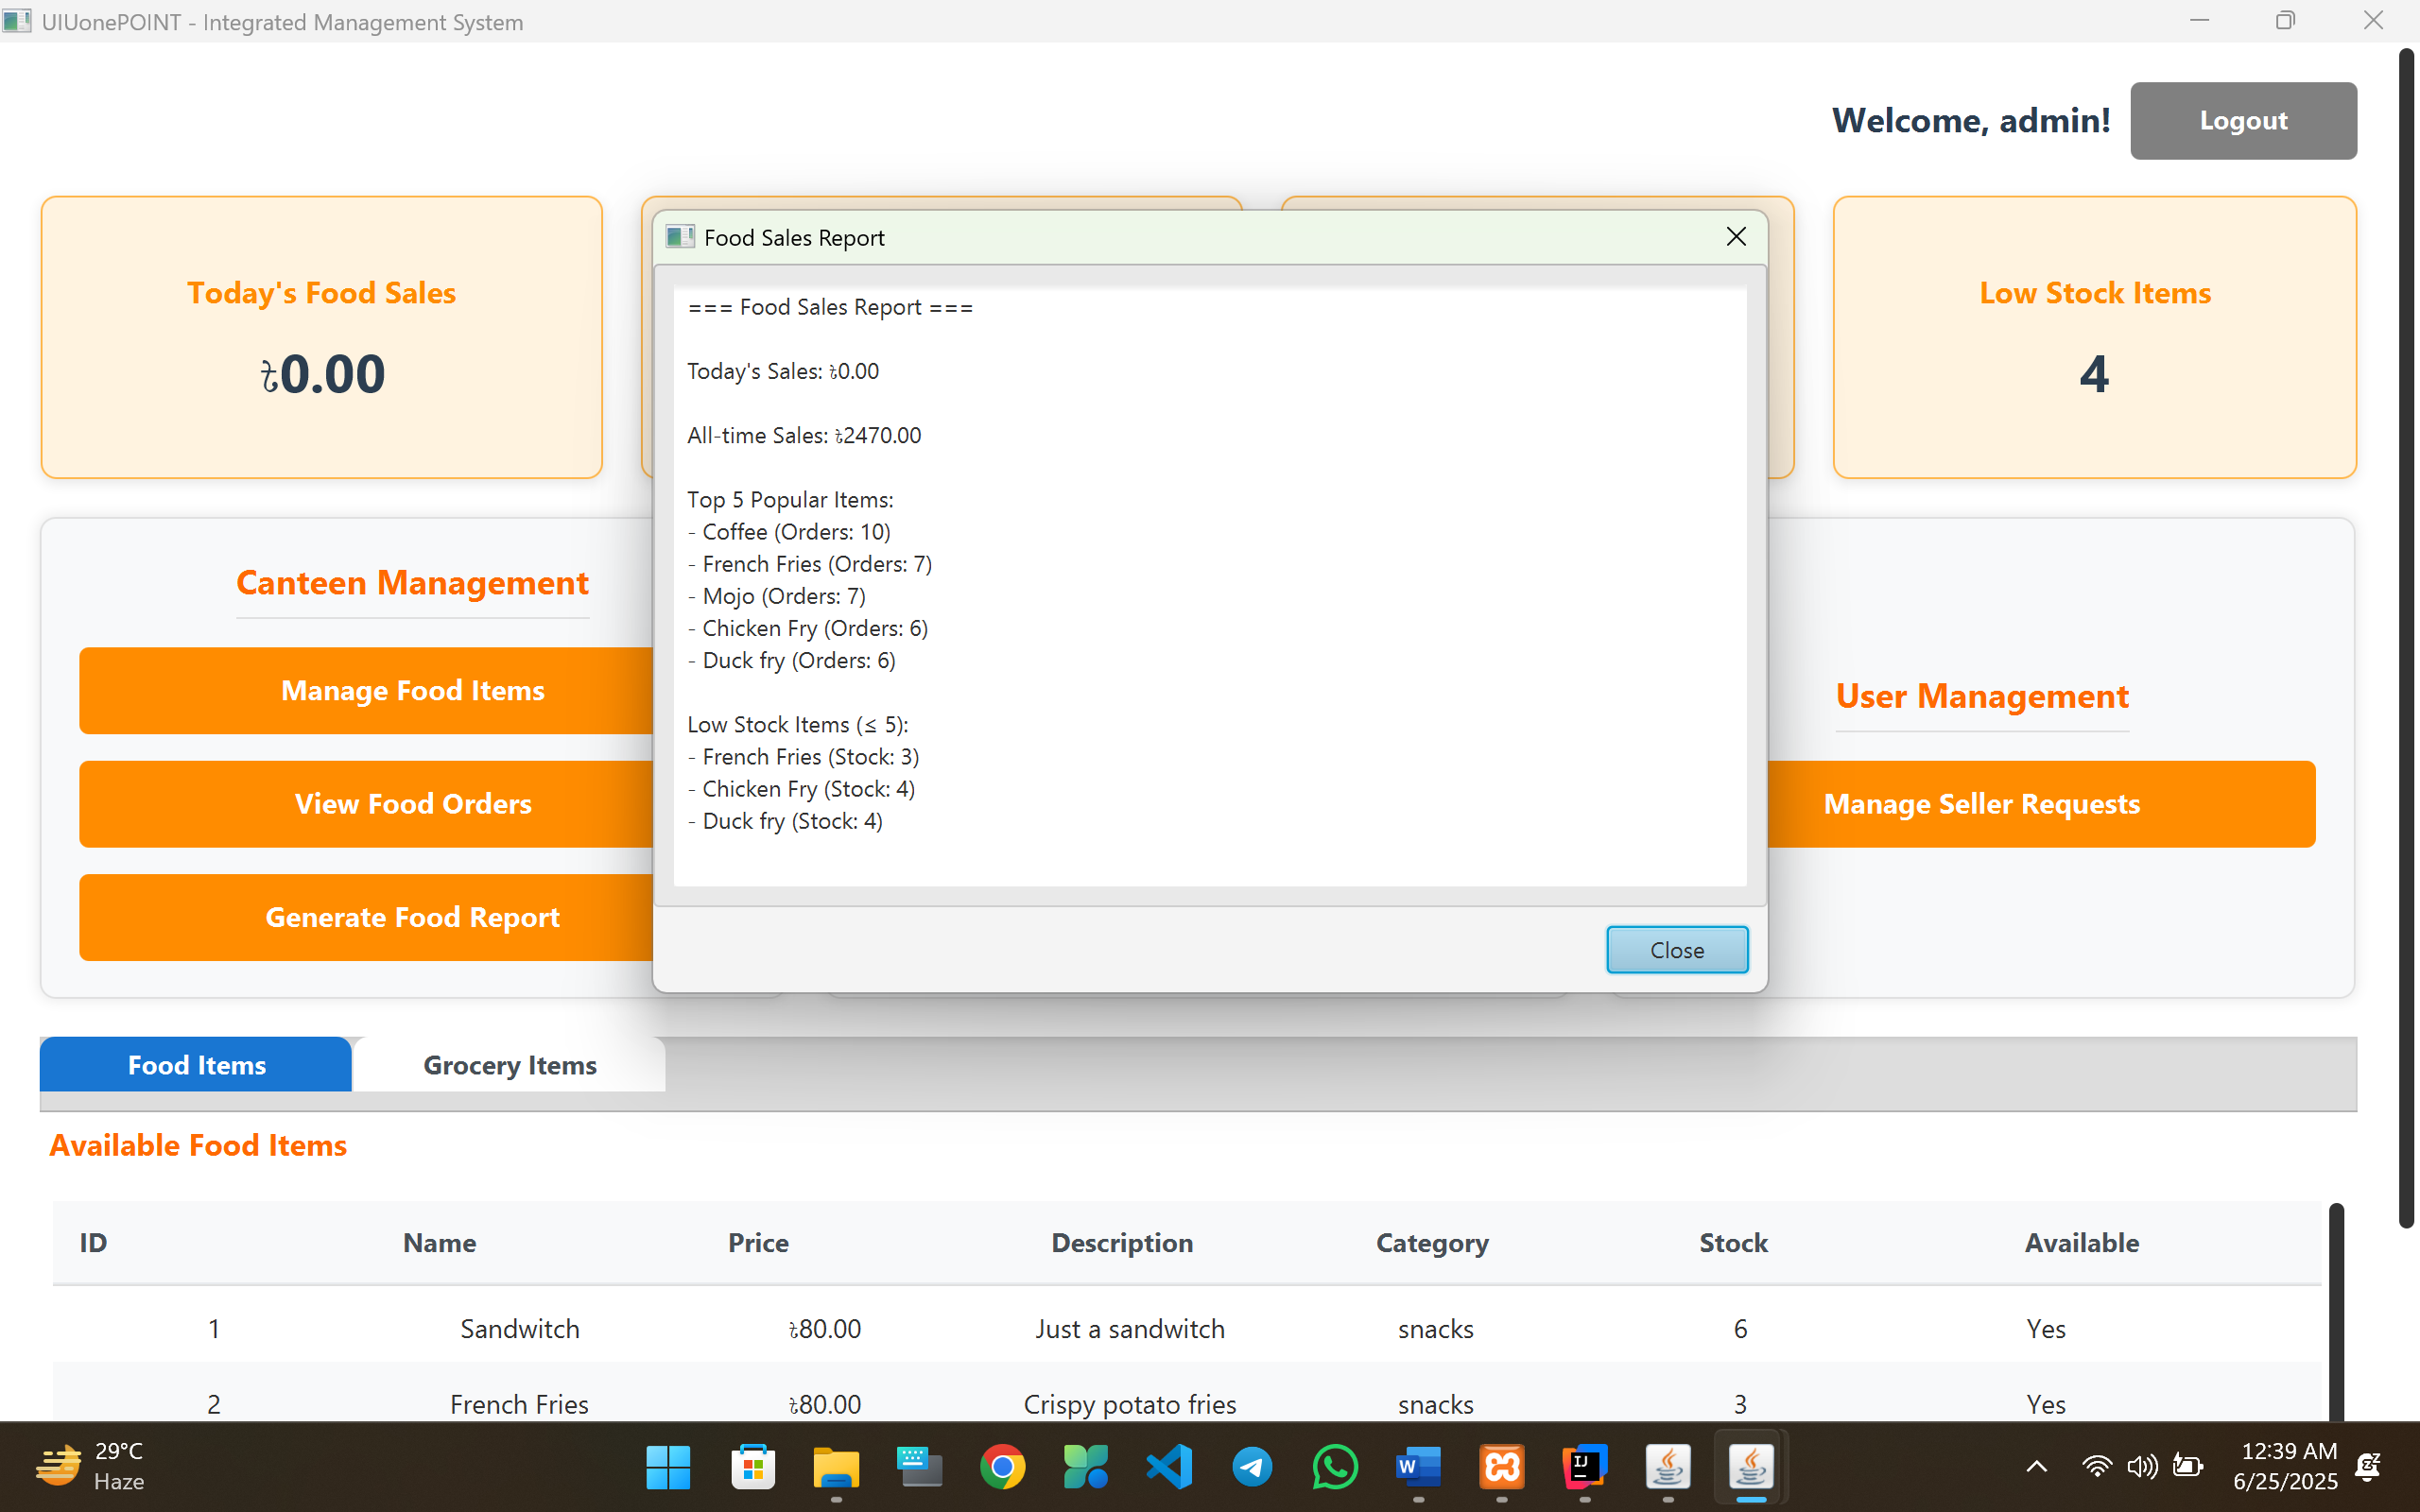 UIUonePOINT - Integrated Management System
Welcome, admin!
Logout
Today's Food Sales
৳0.00
Low Stock Items
4
Food Sales Report
=== Food Sales Report ===
Today's Sales: ৳0.00
All-time Sales: ৳2470.00
Top 5 Popular Items:
- Coffee (Orders: 10)
- French Fries (Orders: 7)
- Mojo (Orders: 7)
- Chicken Fry (Orders: 6)
- Duck fry (Orders: 6)
Low Stock Items (≤ 5):
- French Fries (Stock: 3)
- Chicken Fry (Stock: 4)
- Duck fry (Stock: 4)
Close
Canteen Management
Manage Food Items
View Food Orders
Generate Food Report
User Management
Manage Seller Requests
Food Items Grocery Items
Available Food Items
ID Name Price Description Category Stock Available
1 Sandwitch ৳80.00 Just a sandwitch snacks 6 Yes
2 French Fries ৳80.00 Crispy potato fries snacks 3 Yes
29°C
Haze
12:39 AM
6/25/2025